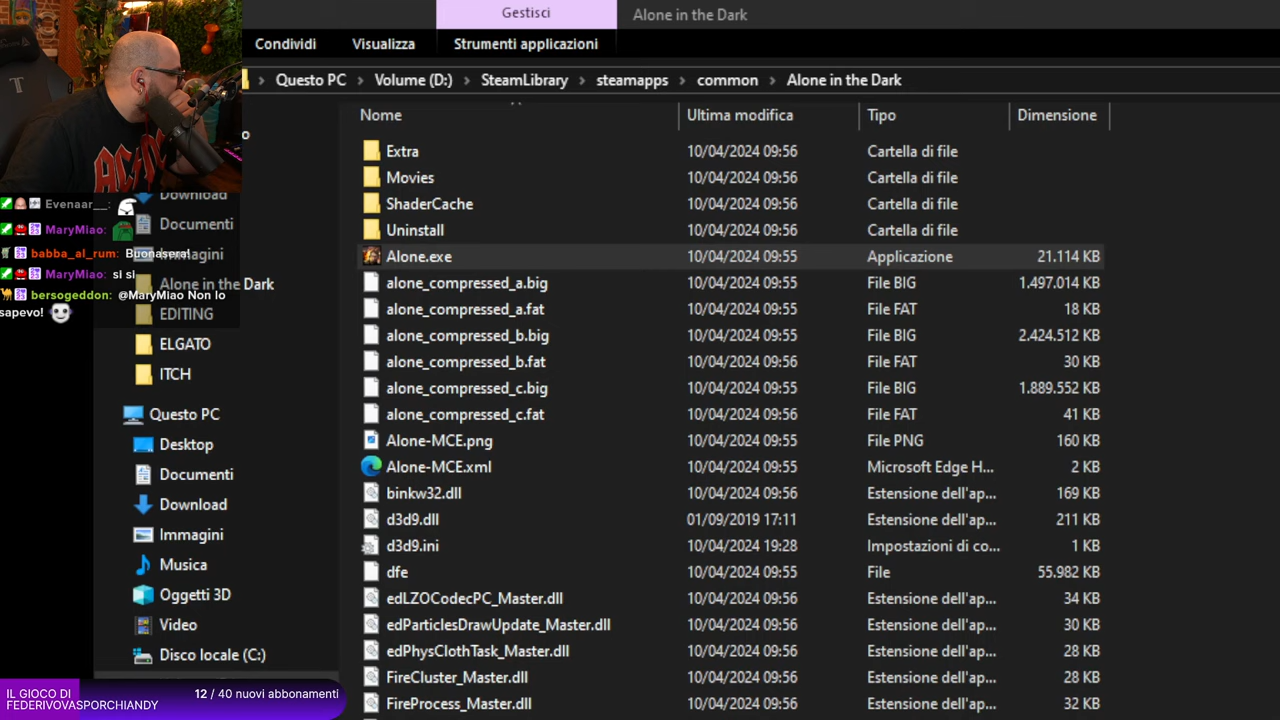 Gestisci
Alone in the Dark
Condividi
Visualizza
Strumenti applicazioni
Questo PC
Volume (D:)
SteamLibrary
steamapps
common
Alone in the Dark
Nome
Ultima modifica
Tipo
Dimensione
Extra 10/04/2024 09:56 Cartella di file
Movies 10/04/2024 09:56 Cartella di file
ShaderCache 10/04/2024 09:56 Cartella di file
Uninstall 10/04/2024 09:56 Cartella di file
Alone.exe 10/04/2024 09:55 Applicazione 21.114 KB
alone_compressed_a.big 10/04/2024 09:55 File BIG 1.497.014 KB
alone_compressed_a.fat 10/04/2024 09:55 File FAT 18 KB
alone_compressed_b.big 10/04/2024 09:55 File BIG 2.424.512 KB
alone_compressed_b.fat 10/04/2024 09:56 File FAT 30 KB
alone_compressed_c.big 10/04/2024 09:55 File BIG 1.889.552 KB
alone_compressed_c.fat 10/04/2024 09:56 File FAT 41 KB
Alone-MCE.png 10/04/2024 09:55 File PNG 160 KB
Alone-MCE.xml 10/04/2024 09:55 Microsoft Edge H... 2 KB
binkw32.dll 10/04/2024 09:56 Estensione dell'ap... 169 KB
d3d9.dll 01/09/2019 17:11 Estensione dell'ap... 211 KB
d3d9.ini 10/04/2024 19:28 Impostazioni di co... 1 KB
dfe 10/04/2024 09:55 File 55.982 KB
edLZOCodecPC_Master.dll 10/04/2024 09:56 Estensione dell'ap... 34 KB
edParticlesDrawUpdate_Master.dll 10/04/2024 09:56 Estensione dell'ap... 30 KB
edPhysClothTask_Master.dll 10/04/2024 09:56 Estensione dell'ap... 28 KB
FireCluster_Master.dll 10/04/2024 09:56 Estensione dell'ap... 28 KB
FireProcess_Master.dll 10/04/2024 09:56 Estensione dell'ap... 32 KB
Download
Documenti
Immagini
Alone in the Dark
EDITING
ELGATO
ITCH
Questo PC
Desktop
Documenti
Download
Immagini
Musica
Oggetti 3D
Video
Disco locale (C:)
Evenaar__:
MaryMiao:
babba_al_rum: Buonasera!
MaryMiao: si si
bersogeddon: @MaryMiao Non lo
sapevo!
IL GIOCO DI
FEDERIVOVASPORCHIANDY
12 / 40 nuovi abbonamenti